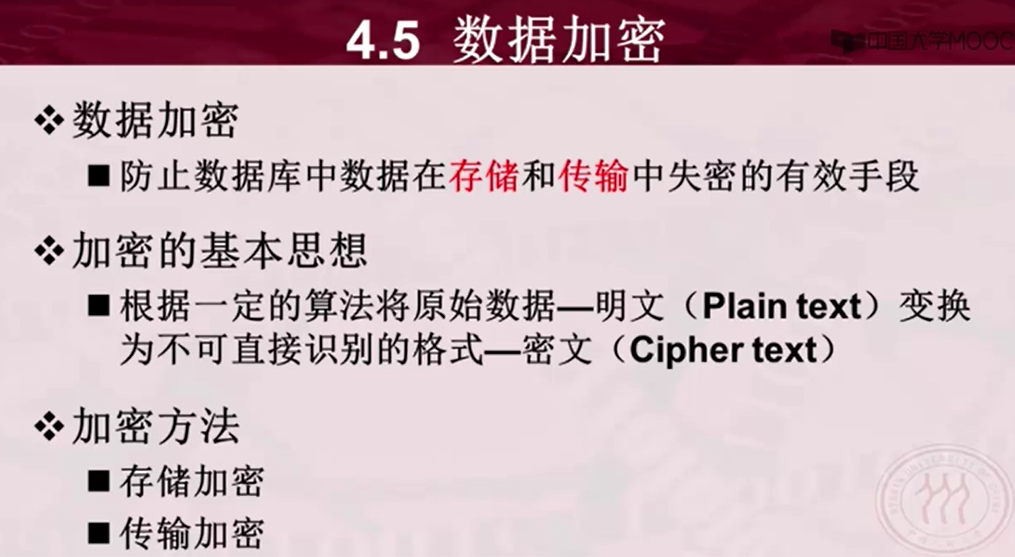 4.5 数据加密
中国大学MOOC
❖数据加密
■防止数据库中数据在存储和传输中失密的有效手段
❖加密的基本思想
■根据一定的算法将原始数据—明文（Plain text）变换
为不可直接识别的格式—密文（Cipher text）
❖加密方法
■存储加密
■传输加密